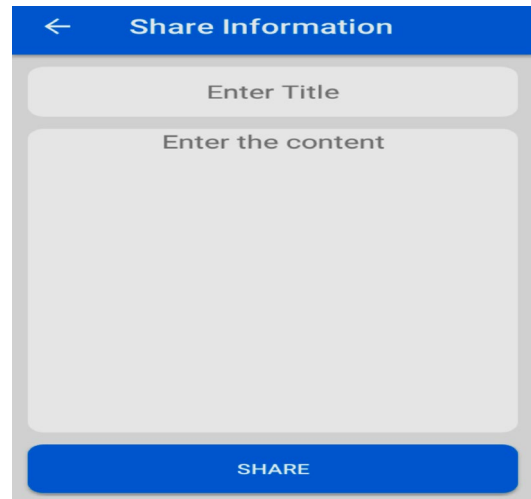 Share Information
Enter Title
Enter the content
SHARE